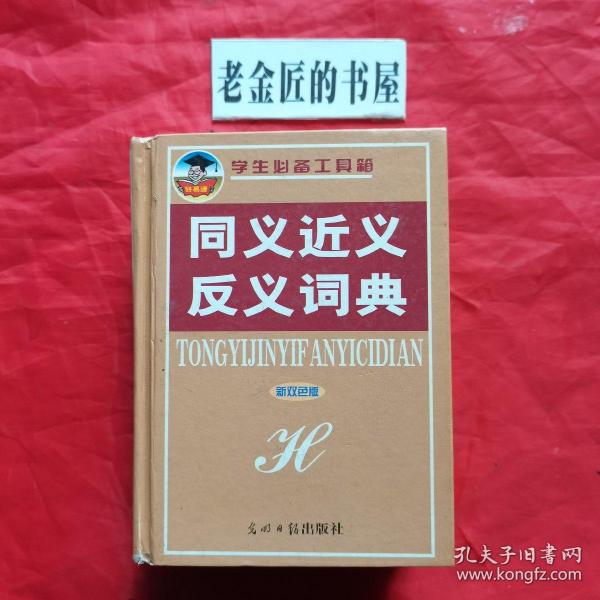 老金匠的书屋
学生必备工具箱
同义近义
反义词典
TONGYIJINYIFANYICIDIAN
新双色版
H
光明日报出版社
孔夫子旧书网
www.kongfz.com